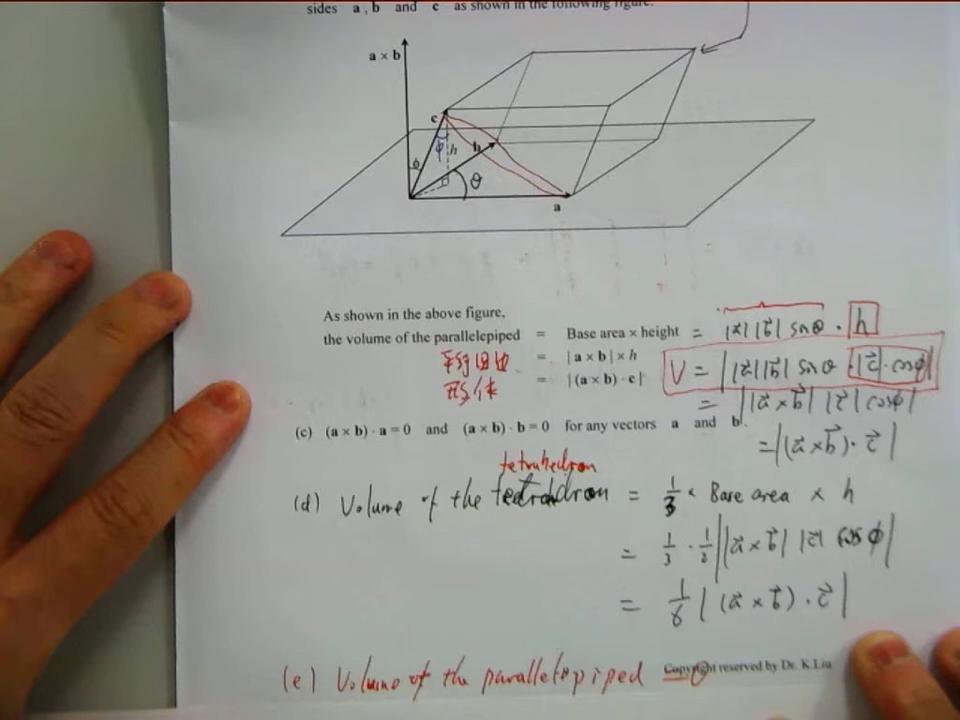 sides a , b and c as shown in the following figure.
a × b
c
ϕ h b
ϕ
θ
a
As shown in the above figure,
the volume of the parallelepiped = Base area × height = |a⃗||b⃗| sinθ · h
= | a × b | × h V = ||a⃗||b⃗| sinθ · |c⃗| · cosϕ|
= | (a × b) · c | = ||a⃗ × b⃗| |c⃗| cosϕ|
(c) (a × b) · a = 0 and (a × b) · b = 0 for any vectors a and b.
= |(a⃗ × b⃗) · c⃗|
tetrahedron
(d) Volume of the = 1/3 × Base area × h
= 1/3 · 1/2 ||a⃗ × b⃗| |c⃗| cosϕ|
= 1/6 | (a⃗ × b⃗) · c⃗ |
(e) Volume of the parallelepiped Copyright reserved by Dr. K.Liu